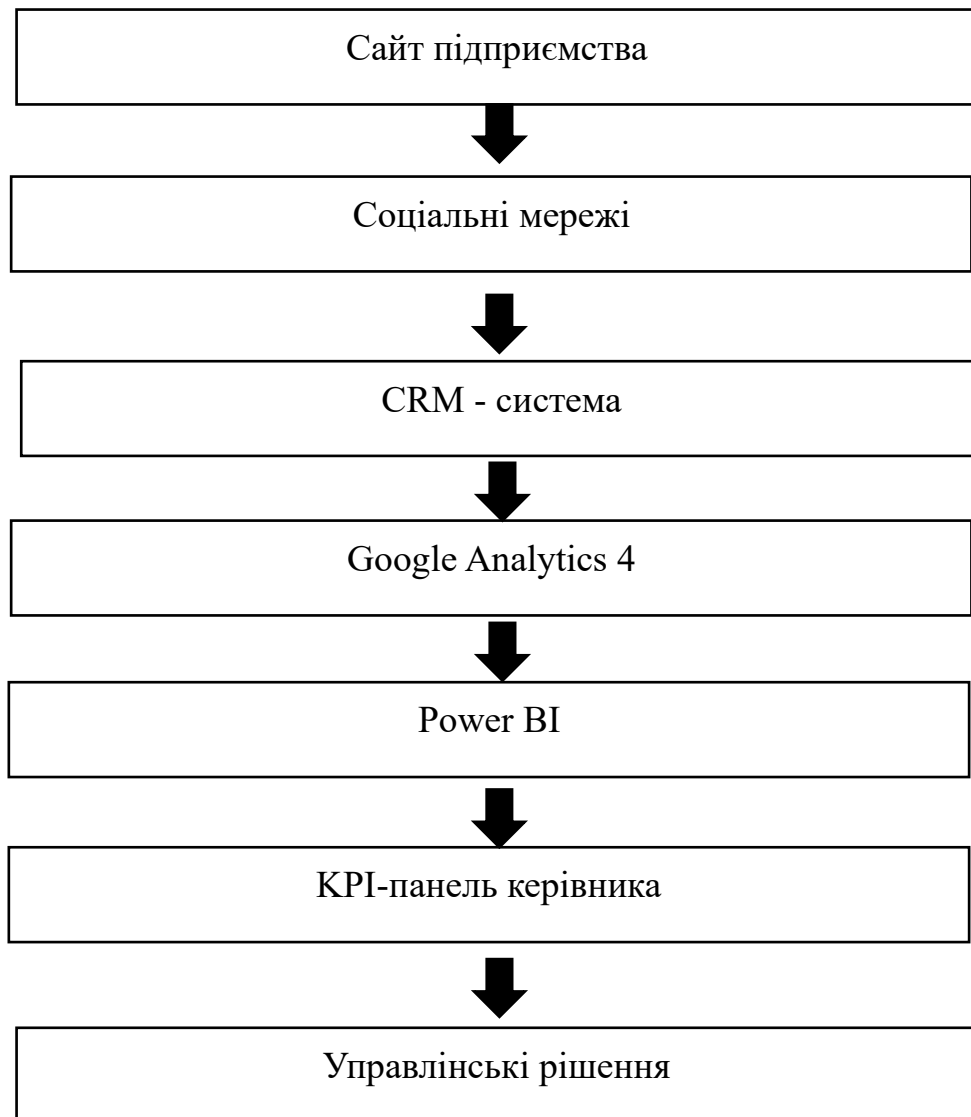 Сайт підприємства
Соціальні мережі
CRM - система
Google Analytics 4
Power BI
KPI-панель керівника
Управлінські рішення